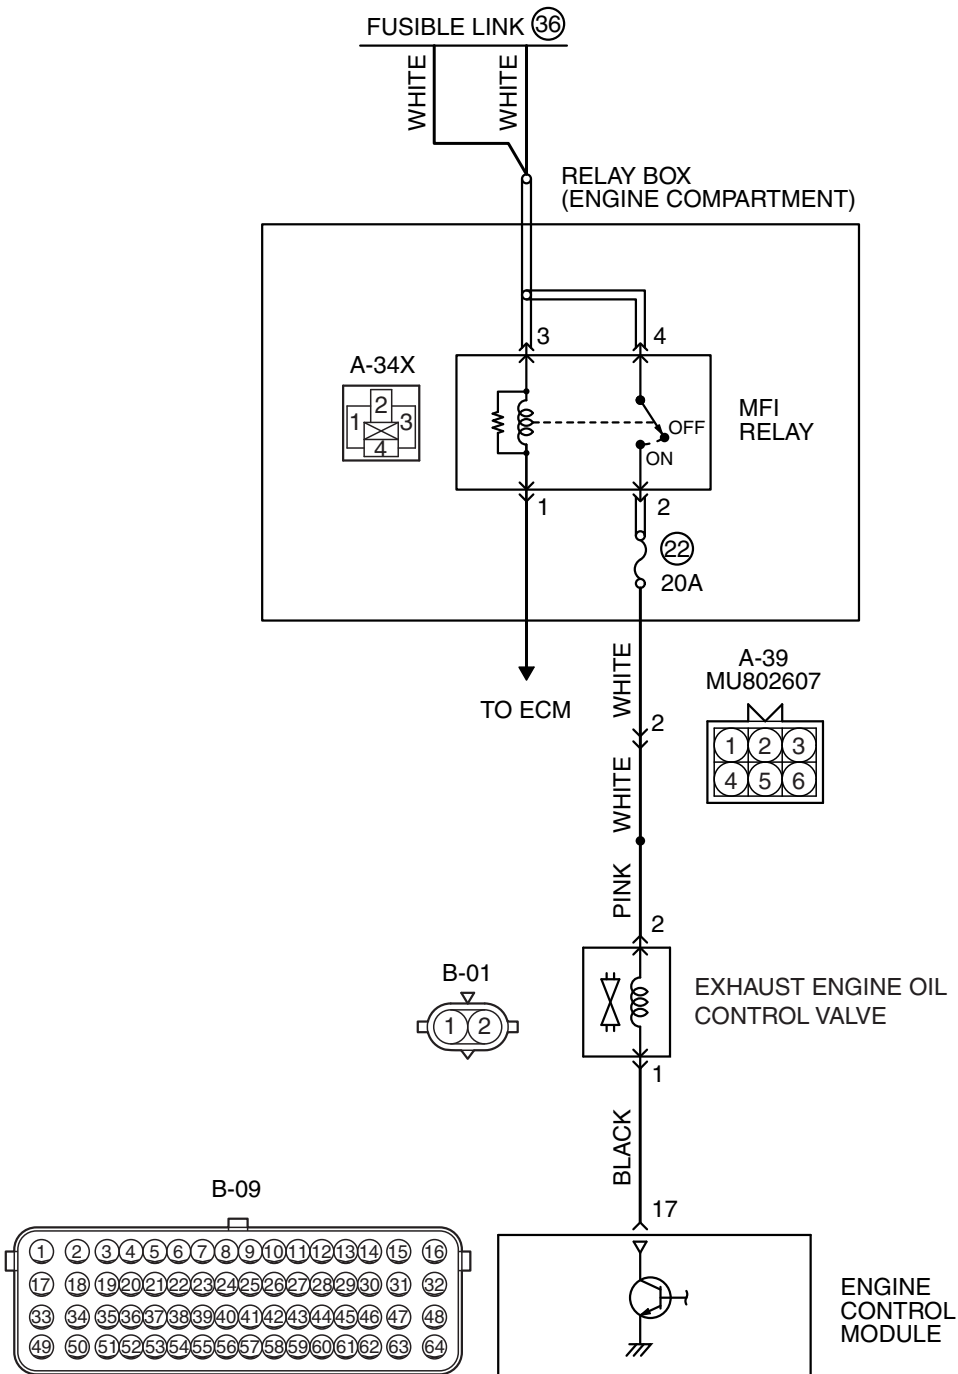 FUSIBLE LINK 36
WHITE
WHITE
RELAY BOX
(ENGINE COMPARTMENT)
3
4
A-34X
2
1
3
4
MFI
RELAY
OFF
ON
1
2
22
20A
TO ECM
WHITE
2
WHITE
A-39
MU802607
1 2 3
4 5 6
PINK
2
B-01
1 2
EXHAUST ENGINE OIL
CONTROL VALVE
1
BLACK
17
B-09
1 2 3 4 5 6 7 8 9 10 11 12 13 14 15 16
17 18 19 20 21 22 23 24 25 26 27 28 29 30 31 32
33 34 35 36 37 38 39 40 41 42 43 44 45 46 47 48
49 50 51 52 53 54 55 56 57 58 59 60 61 62 63 64
ENGINE
CONTROL
MODULE